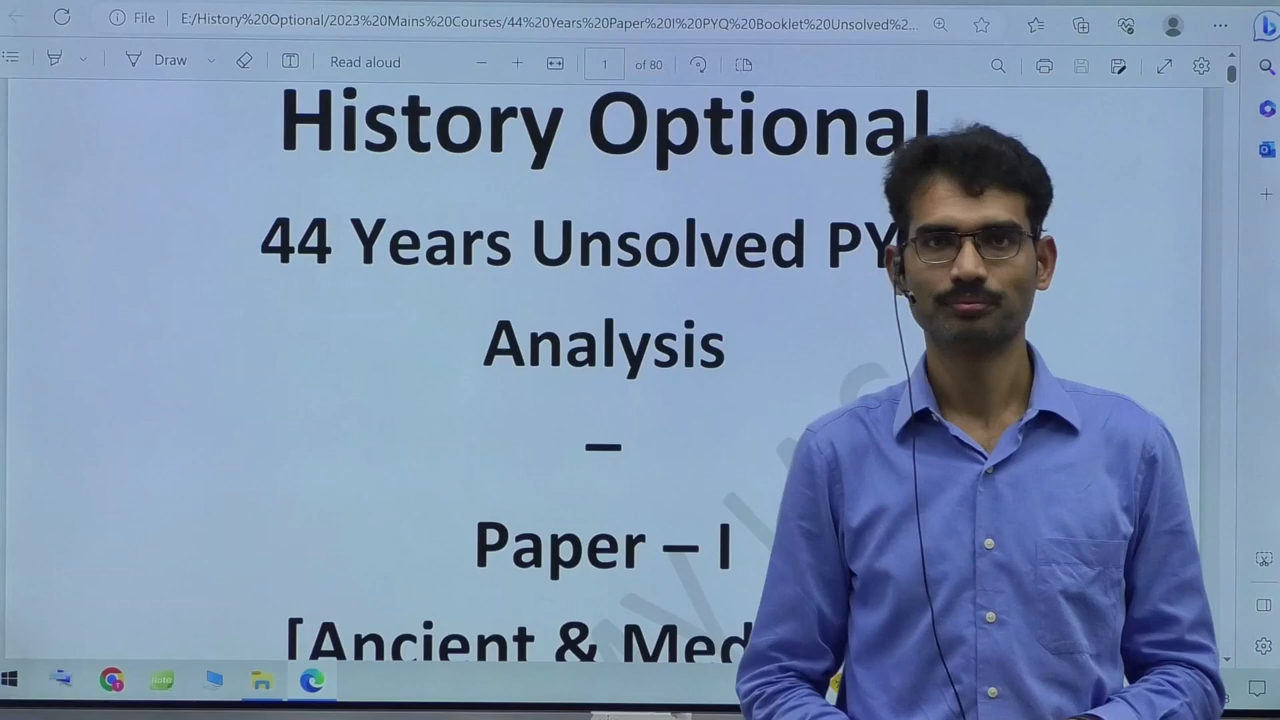 File E:/History%20Optional/2023%20Mains%20Courses/44%20Years%20Paper%20I%20PYQ%20Booklet%20Unsolved%2...
Draw Read aloud 1 of 80
History Optional
44 Years Unsolved PY
Analysis
–
Paper – I
[Ancient & Med